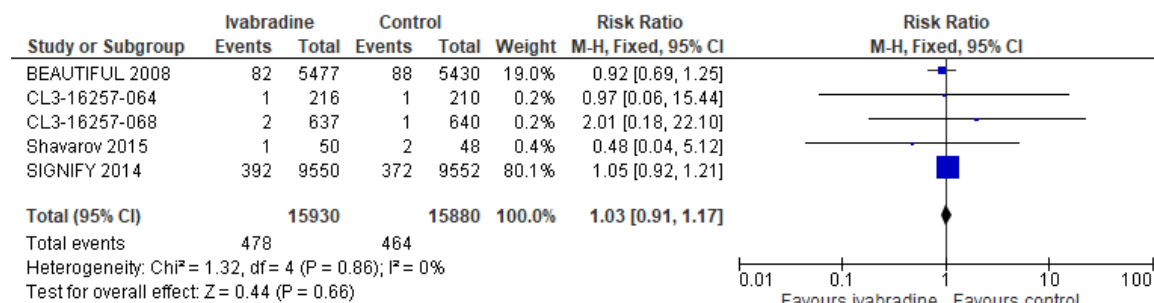 Ivabradine Control Risk Ratio Risk Ratio
Study or Subgroup Events Total Events Total Weight M-H, Fixed, 95% CI M-H, Fixed, 95% CI
BEAUTIFUL 2008 82 5477 88 5430 19.0% 0.92 [0.69, 1.25]
CL3-16257-064 1 216 1 210 0.2% 0.97 [0.06, 15.44]
CL3-16257-068 2 637 1 640 0.2% 2.01 [0.18, 22.10]
Shavarov 2015 1 50 2 48 0.4% 0.48 [0.04, 5.12]
SIGNIFY 2014 392 9550 372 9552 80.1% 1.05 [0.92, 1.21]
Total (95% CI) 15930 15880 100.0% 1.03 [0.91, 1.17]
Total events 478 464
Heterogeneity: Chi² = 1.32, df = 4 (P = 0.86); I² = 0%
Test for overall effect: Z = 0.44 (P = 0.66)
0.01 0.1 1 10 100
Favours ivabradine Favours control